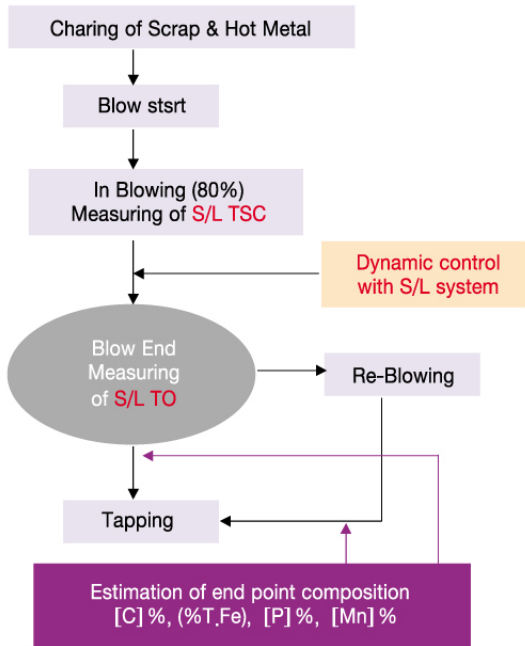 Charing of Scrap & Hot Metal
Blow stsrt
In Blowing (80%)
Measuring of S/L TSC
Dynamic control
with S/L system
Blow End
Measuring
of S/L TO
Re-Blowing
Tapping
Estimation of end point composition
[C] %, (%T.Fe), [P] %, [Mn] %